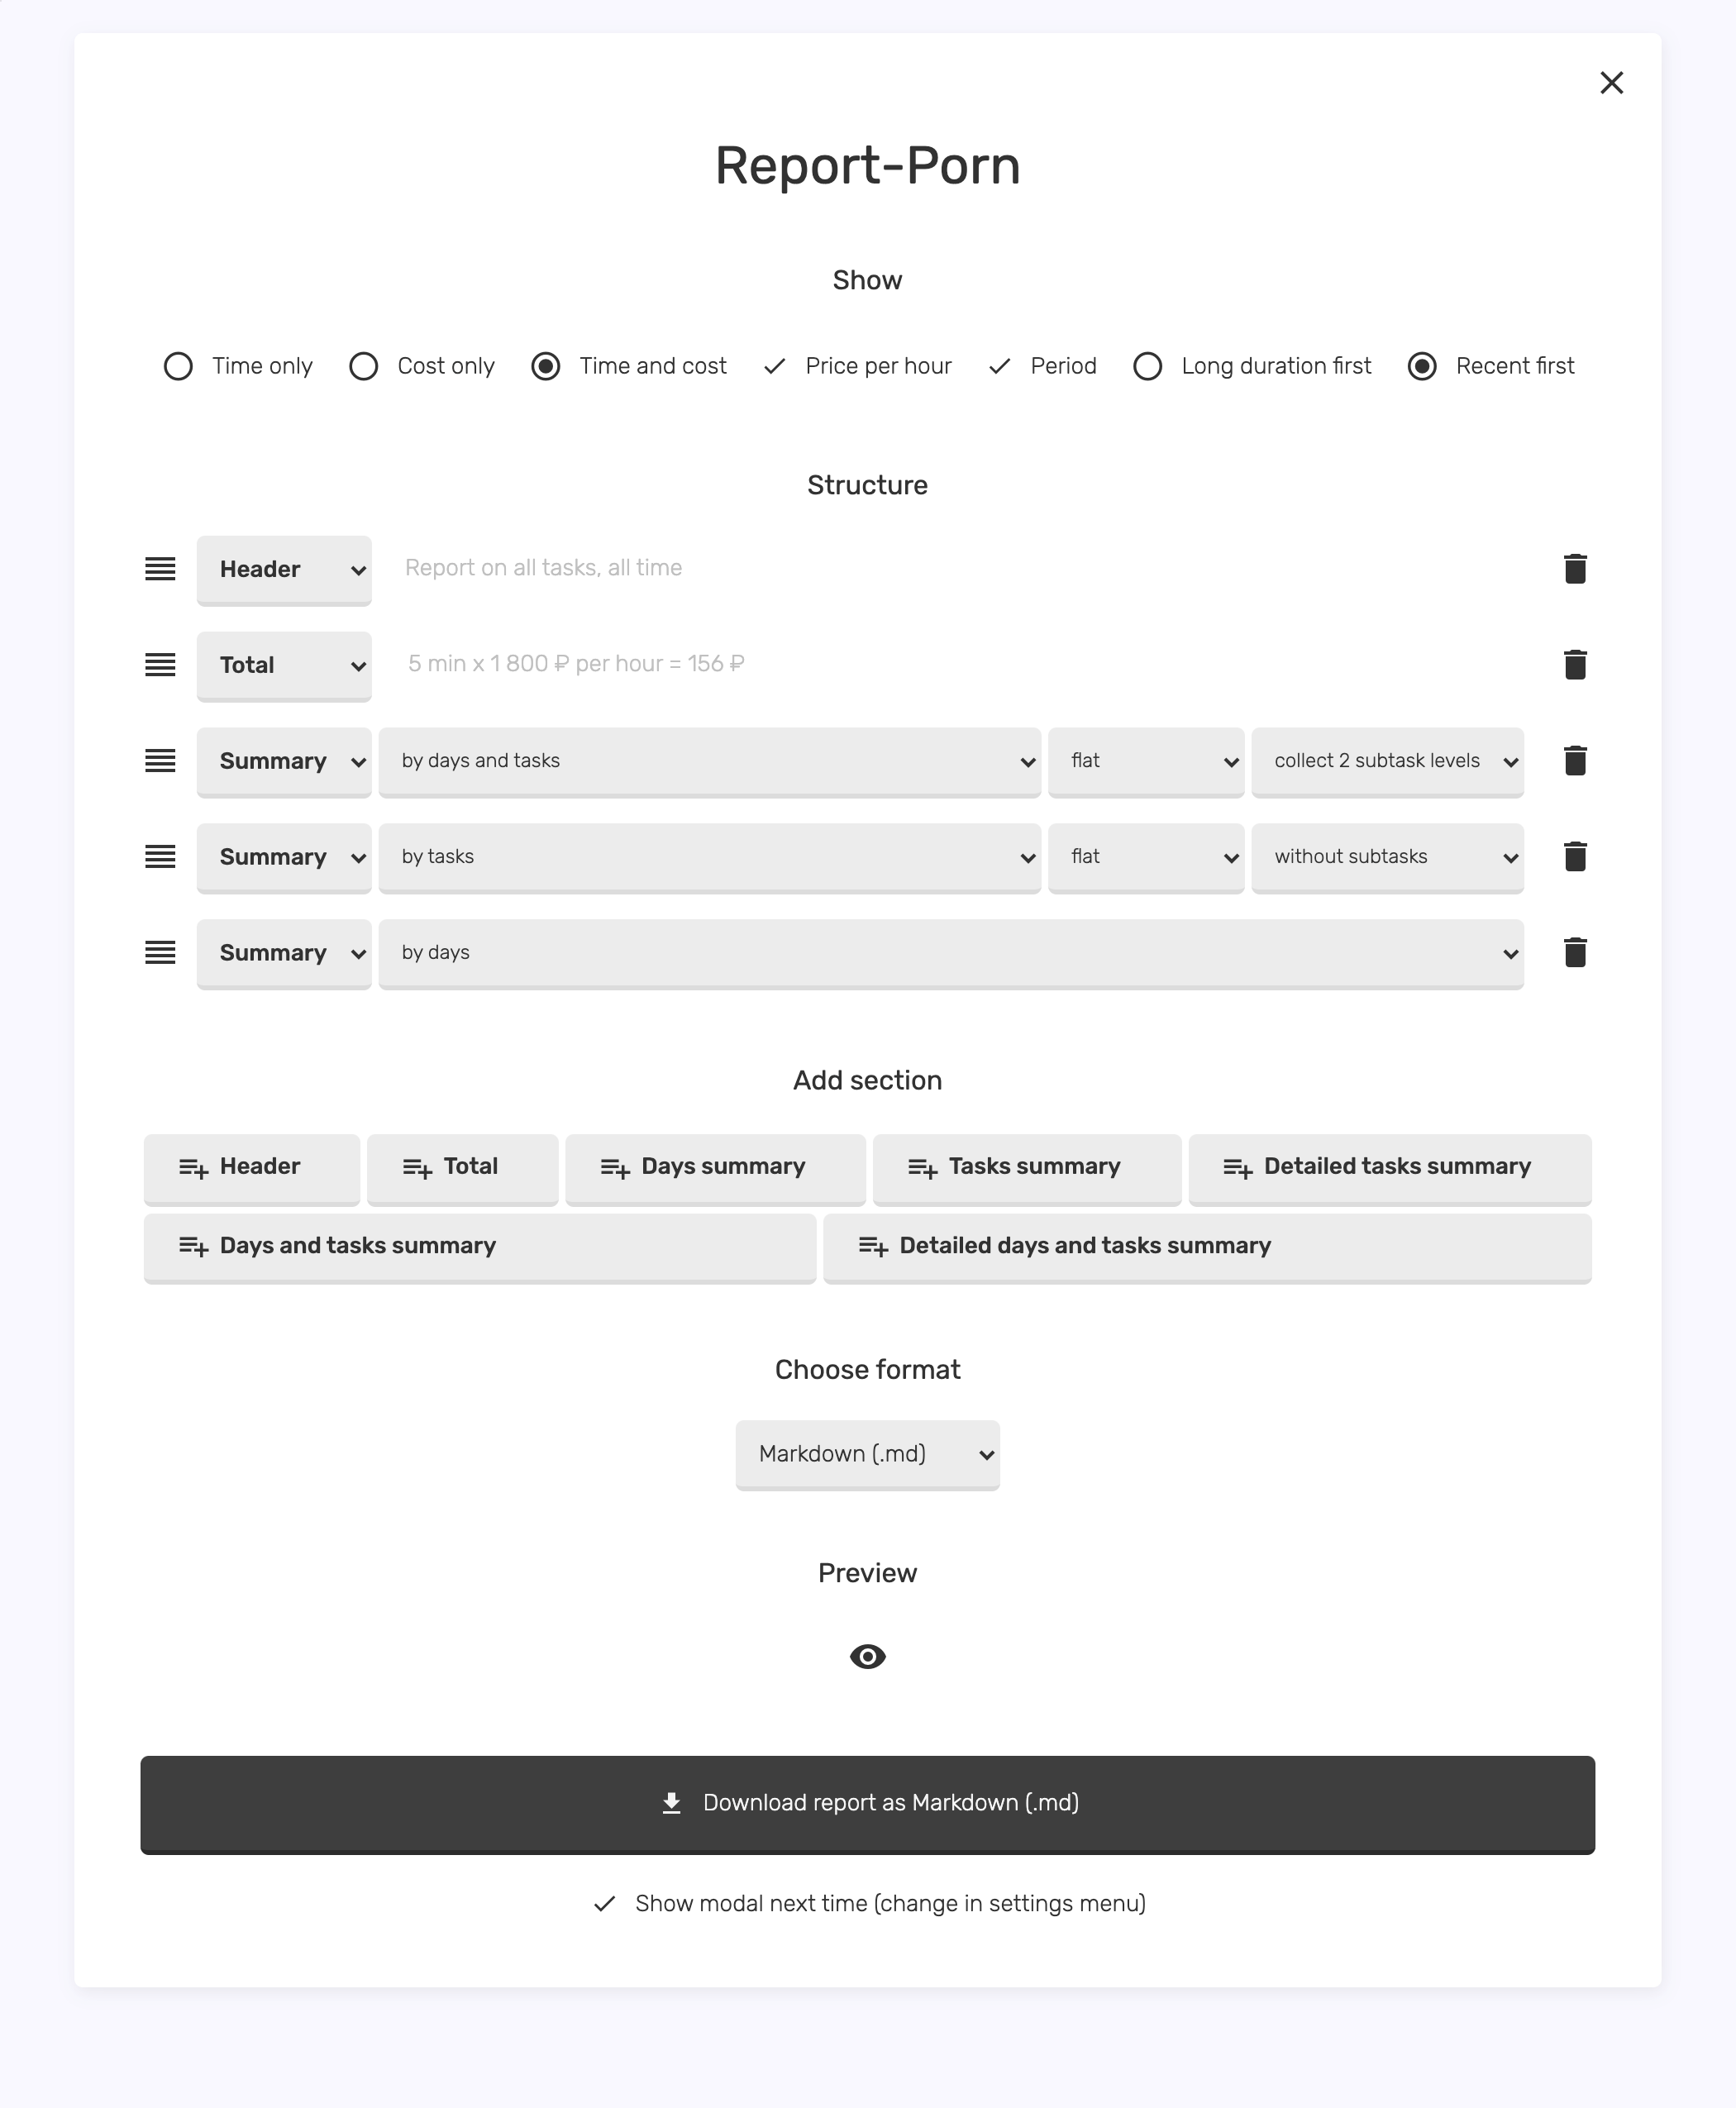 Report-Porn
Show
Time only Cost only Time and cost Price per hour Period Long duration first Recent first
Structure
Header Report on all tasks, all time
Total 5 min x 1 800 ₽ per hour = 156 ₽
Summary by days and tasks flat collect 2 subtask levels
Summary by tasks flat without subtasks
Summary by days
Add section
Header Total Days summary Tasks summary Detailed tasks summary
Days and tasks summary Detailed days and tasks summary
Choose format
Markdown (.md)
Preview
Download report as Markdown (.md)
Show modal next time (change in settings menu)